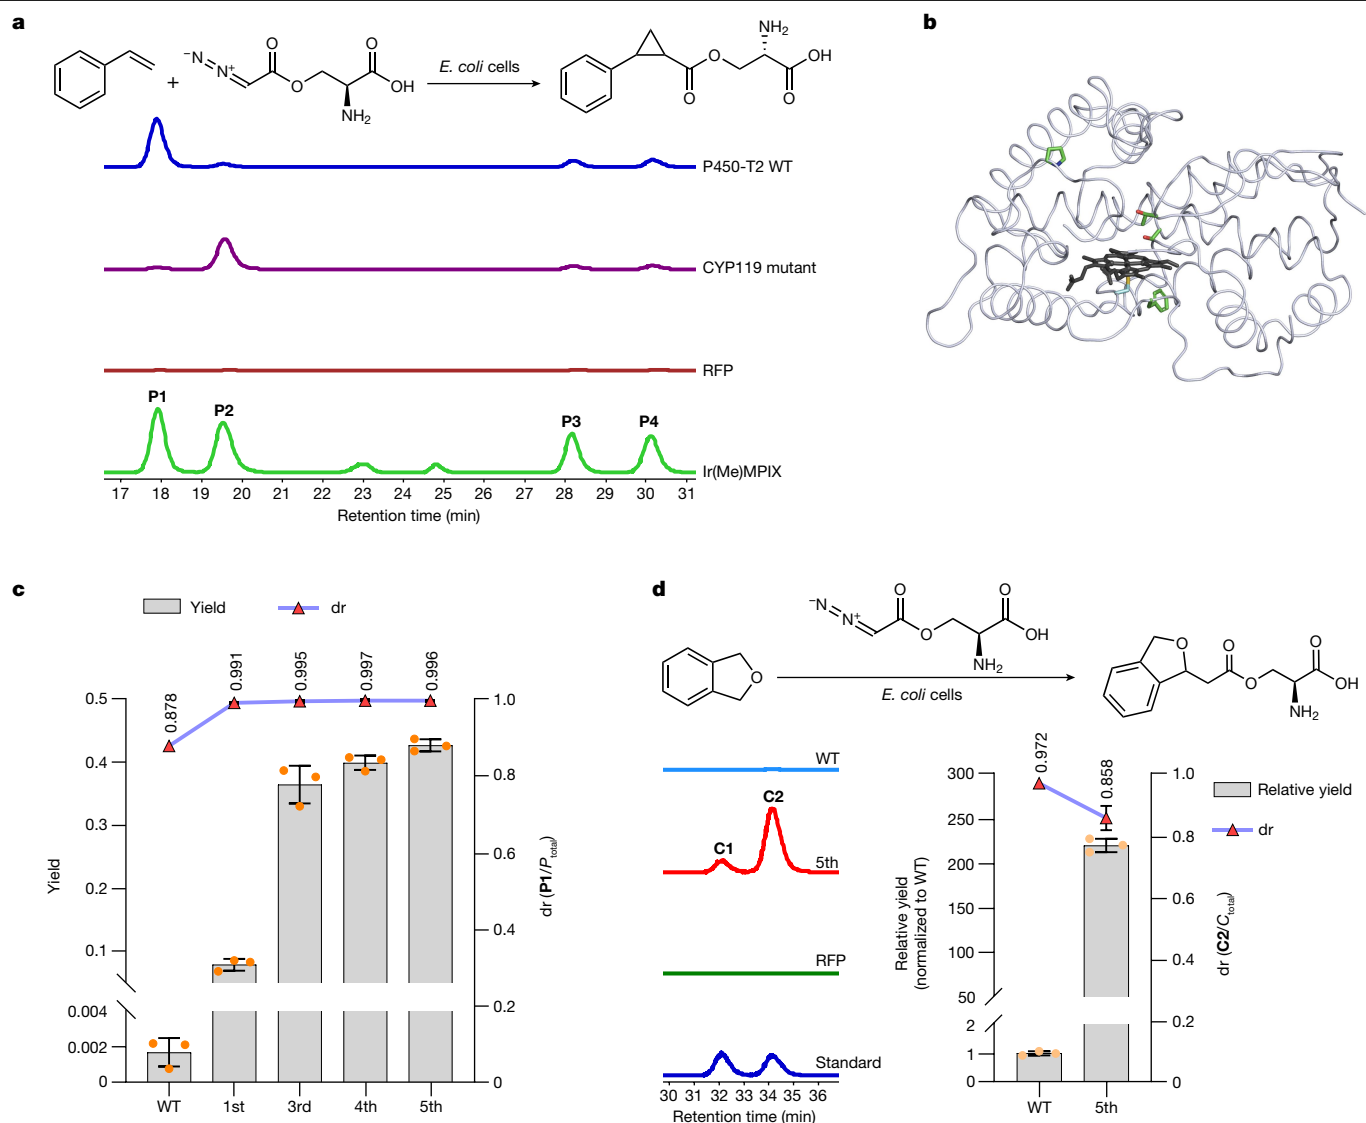 a
NH₂
⁻N
N⁺
O
O
O
OH
NH₂
+
E. coli cells
O
O
O
OH
P450-T2 WT
CYP119 mutant
RFP
P1
P2
P3
P4
Ir(Me)MPIX
17 18 19 20 21 22 23 24 25 26 27 28 29 30 31
Retention time (min)
b
c
Yield
dr
0.878
0.991
0.995
0.997
0.996
0.5
0.4
0.3
0.2
0.1
0.004
0.002
0
Yield
1.0
0.8
0.6
0.4
0.2
0
dr (P1/Ptotal)
WT 1st 3rd 4th 5th
d
⁻N
N⁺
O
O
O
OH
NH₂
O
E. coli cells
O
O
O
O
OH
NH₂
WT
C1
C2
5th
RFP
Standard
30 31 32 33 34 35 36
Retention time (min)
0.972
0.858
300
250
200
150
100
50
2
1
0
Relative yield
(normalized to WT)
1.0
0.8
0.6
0.4
0.2
0
dr (C2/Ctotal)
WT 5th
Relative yield
dr